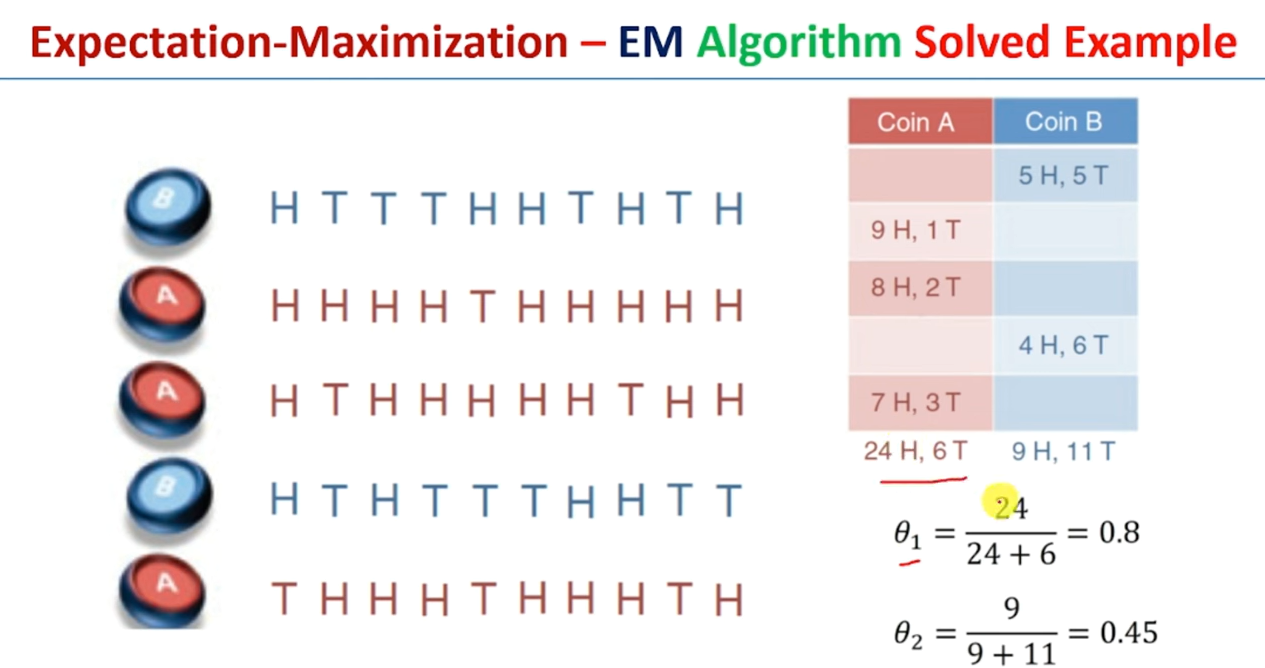 Expectation-Maximization – EM Algorithm Solved Example
Coin A Coin B
B H T T T H H T H T H
5 H, 5 T
A H H H H T H H H H H
9 H, 1 T
A H T H H H H H T H H
8 H, 2 T
B H T H T T T H H T T
4 H, 6 T
A T H H H T H H H T H
7 H, 3 T
24 H, 6 T 9 H, 11 T
θ₁ = 24 / 24 + 6 = 0.8
θ₂ = 9 / 9 + 11 = 0.45